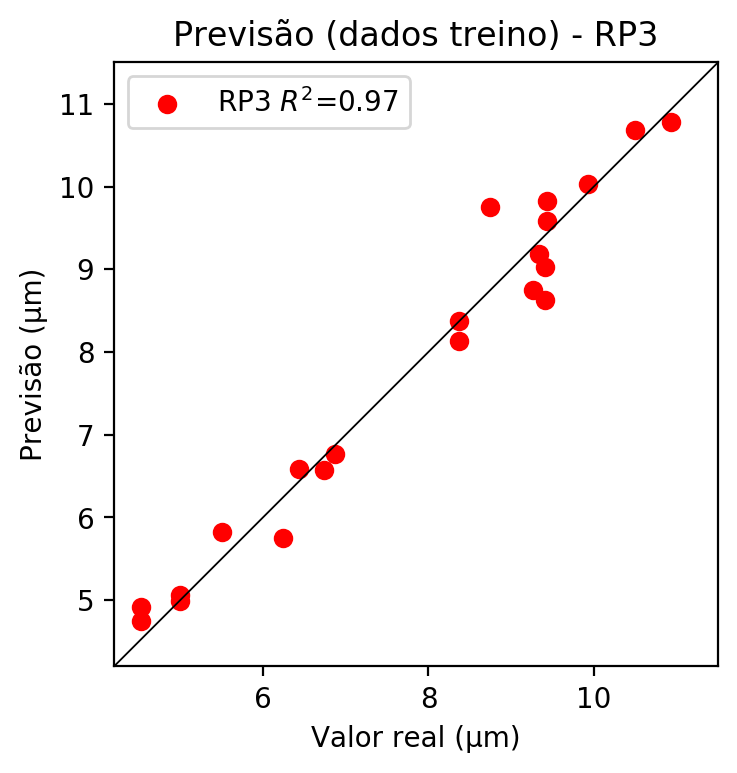 Previsão (dados treino) - RP3
RP3 R²=0.97
11
10
9
8
7
6
5
Previsão (μm)
6 8 10
Valor real (μm)